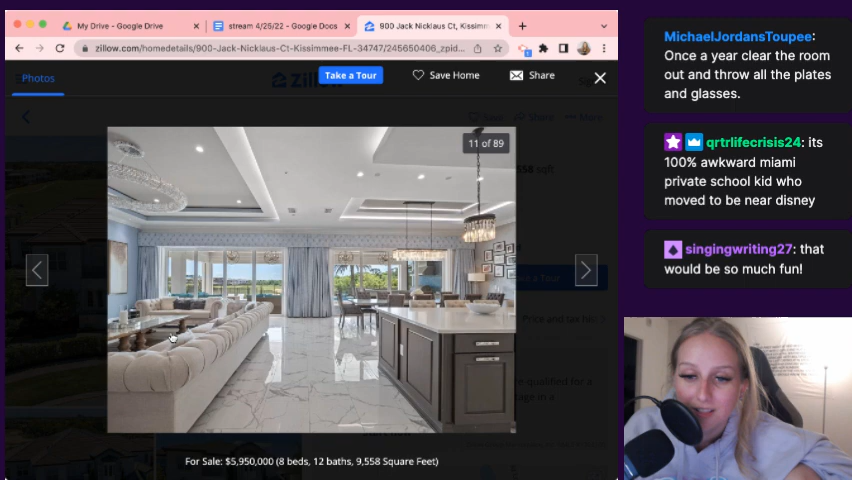 My Drive - Google Drive
stream 4/25/22 - Google Docs
900 Jack Nicklaus Ct, Kissimm
zillow.com/homedetails/900-Jack-Nicklaus-Ct-Kissimmee-FL-34747/245650406_zpid...
Photos
Take a Tour
Save Home
Share
11 of 89
For Sale: $5,950,000 (8 beds, 12 baths, 9,558 Square Feet)
MichaelJordansToupee:
Once a year clear the room
out and throw all the plates
and glasses.
qrtrlifecrisis24: its
100% awkward miami
private school kid who
moved to be near disney
singingwriting27: that
would be so much fun!